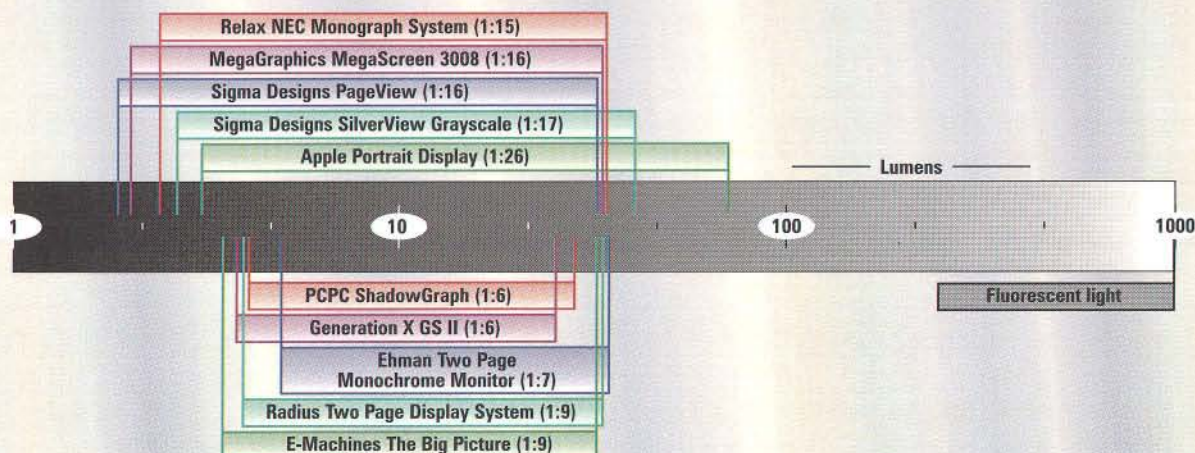 Relax NEC Monograph System (1:15)
MegaGraphics MegaScreen 3008 (1:16)
Sigma Designs PageView (1:16)
Sigma Designs SilverView Grayscale (1:17)
Apple Portrait Display (1:26)
Lumens
1 10 100 1000
PCPC ShadowGraph (1:6)
Fluorescent light
Generation X GS II (1:6)
Ehman Two Page
Monochrome Monitor (1:7)
Radius Two Page Display System (1:9)
E-Machines The Big Picture (1:9)